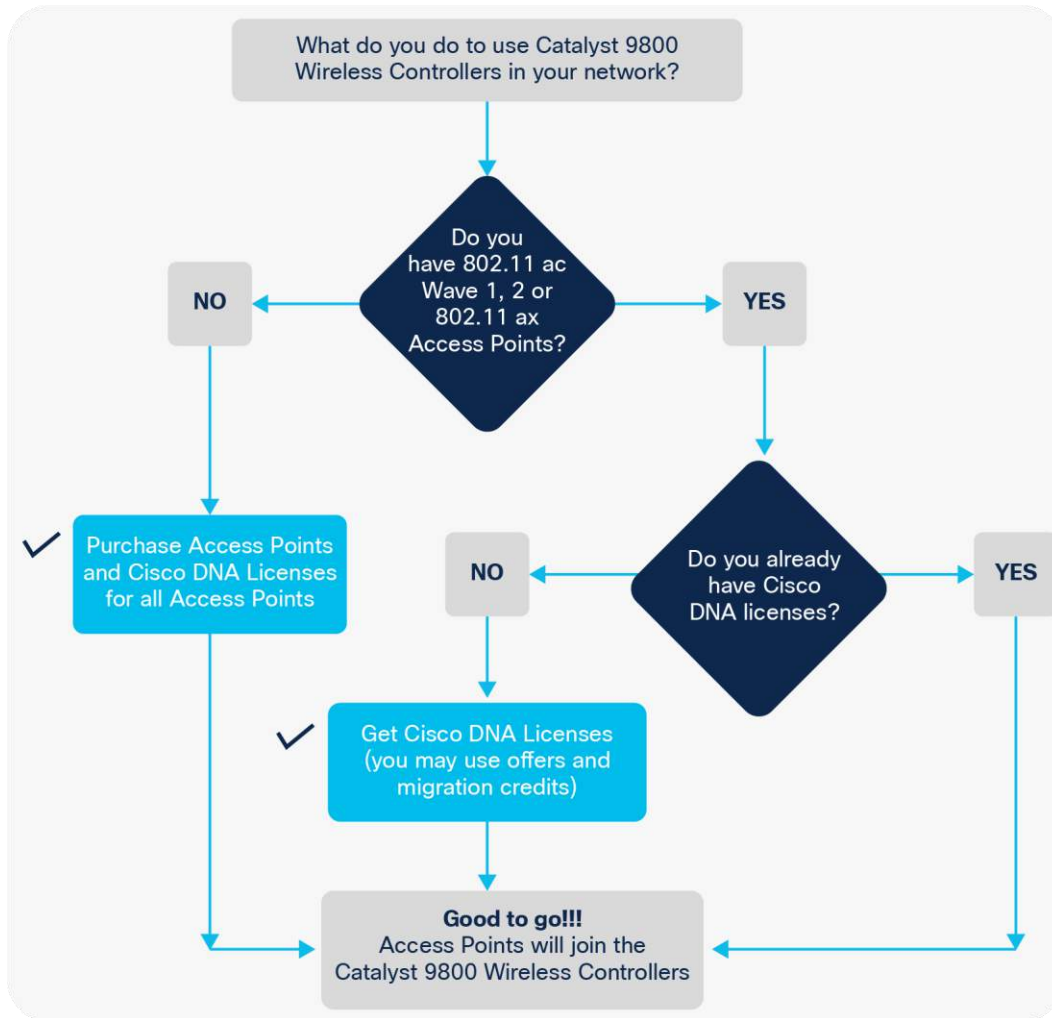 What do you do to use Catalyst 9800
Wireless Controllers in your network?
Do you
have 802.11 ac
Wave 1, 2 or
802.11 ax
Access Points?
NO
YES
Purchase Access Points
and Cisco DNA Licenses
for all Access Points
NO
Do you already
have Cisco
DNA licenses?
YES
Get Cisco DNA Licenses
(you may use offers and
migration credits)
Good to go!!!
Access Points will join the
Catalyst 9800 Wireless Controllers